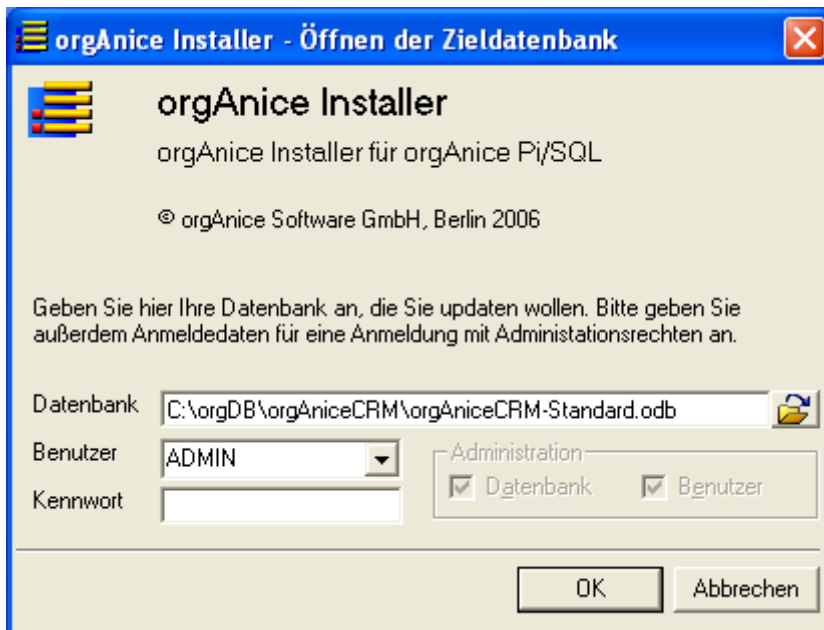 orgAnice Installer - Öffnen der Zieldatenbank
orgAnice Installer
orgAnice Installer für orgAnice Pi/SQL
© orgAnice Software GmbH, Berlin 2006
Geben Sie hier Ihre Datenbank an, die Sie updaten wollen. Bitte geben Sie
außerdem Anmeldedaten für eine Anmeldung mit Administationsrechten an.
Datenbank C:\orgDB\orgAniceCRM\orgAniceCRM-Standard.odb
Benutzer ADMIN
Administration
Datenbank Benutzer
Kennwort
OK Abbrechen